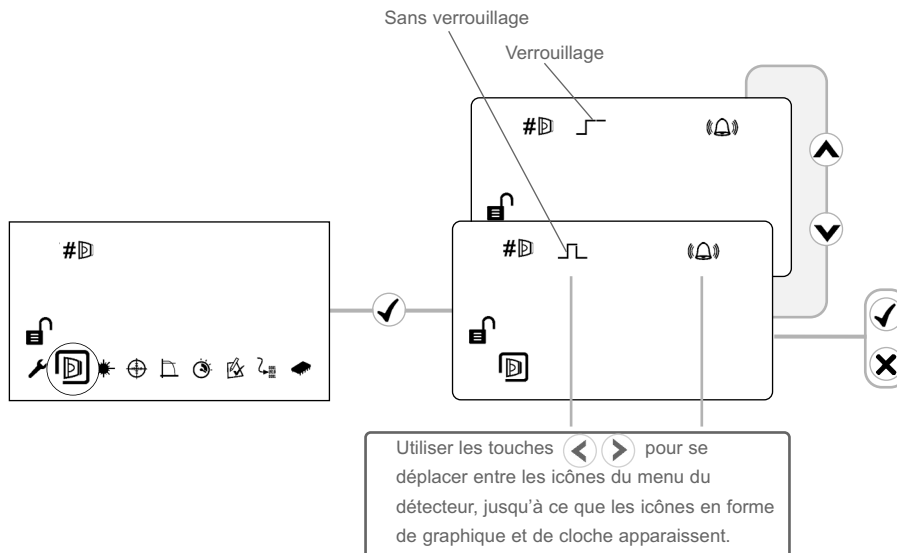 Sans verrouillage
Verrouillage
#
#
#
Utiliser les touches pour se
déplacer entre les icônes du menu du
détecteur, jusqu'à ce que les icônes en forme
de graphique et de cloche apparaissent.